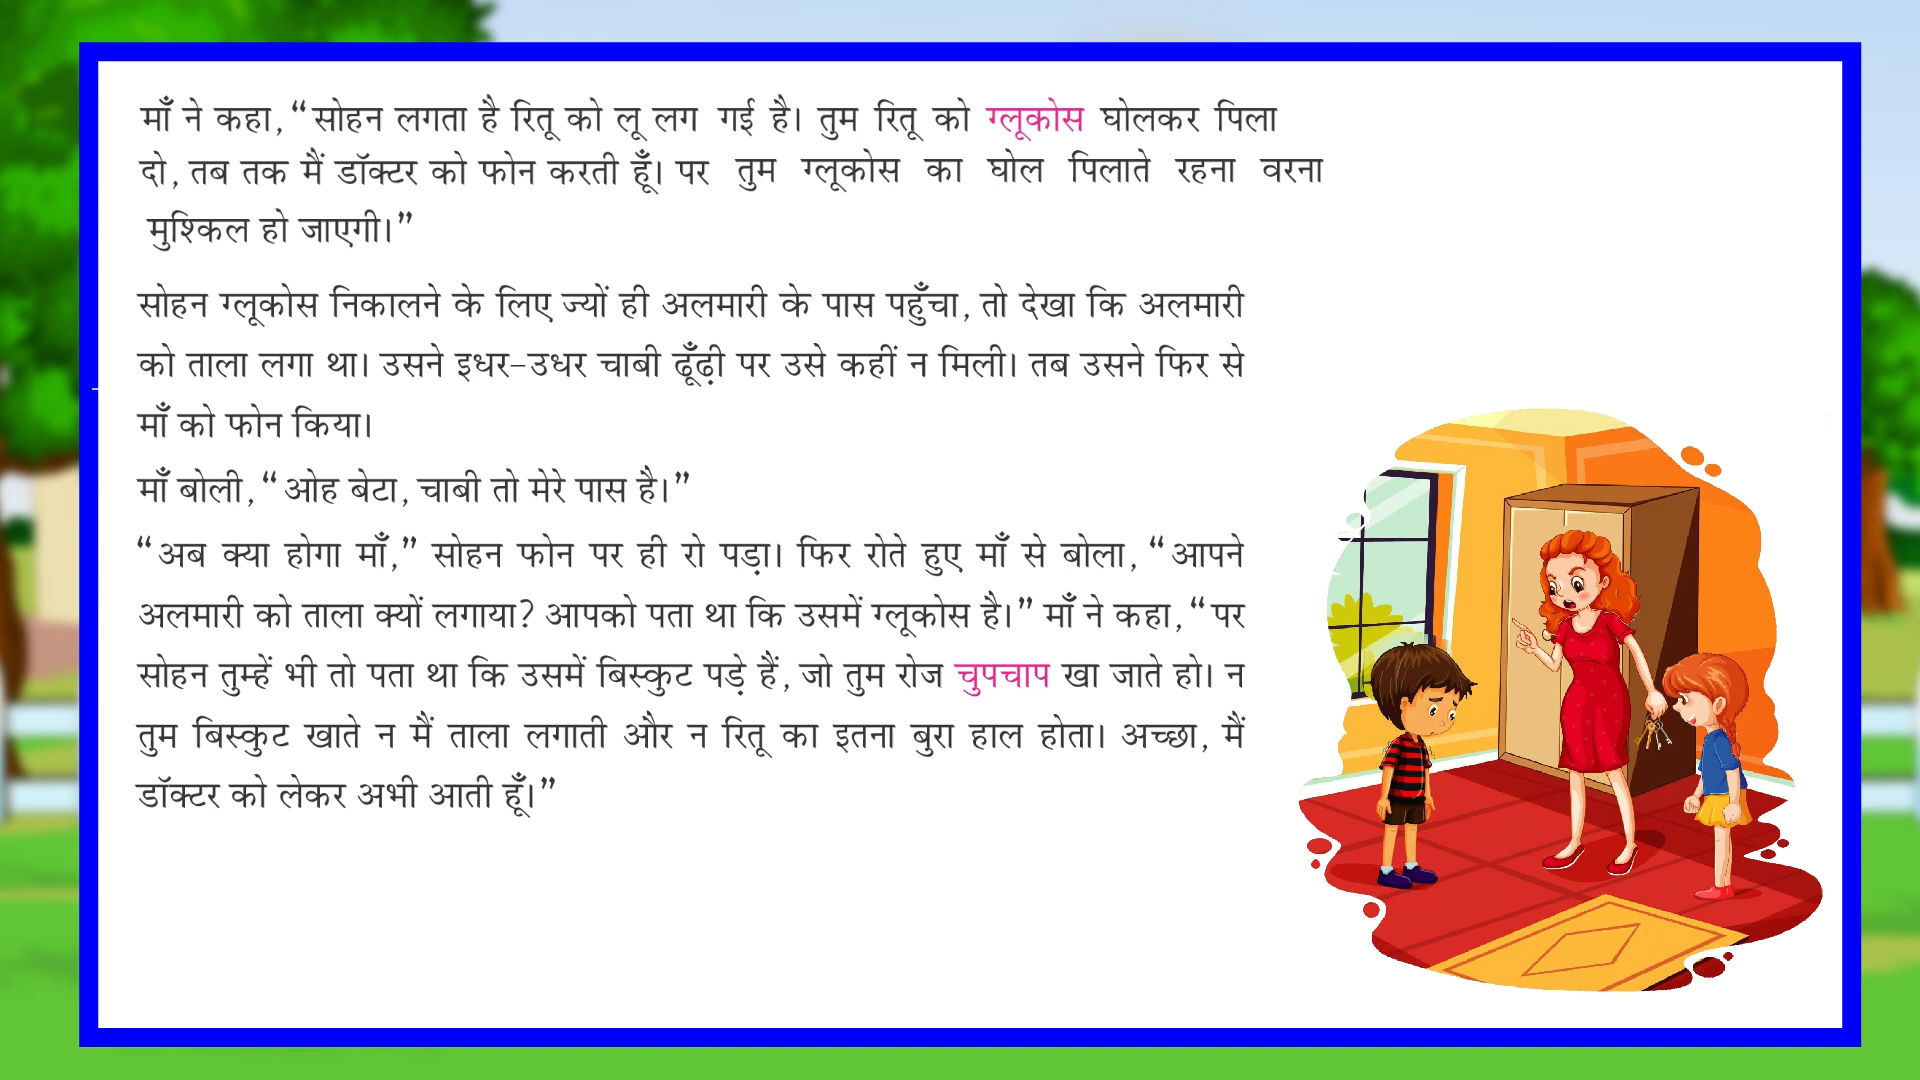 माँ ने कहा, “सोहन लगता है रितू को लू लग गई है। तुम रितू को ग्लूकोस घोलकर पिला
दो, तब तक मैं डॉक्टर को फोन करती हूँ। पर तुम ग्लूकोस का घोल पिलाते रहना वरना
मुश्किल हो जाएगी।”
सोहन ग्लूकोस निकालने के लिए ज्यों ही अलमारी के पास पहुँचा, तो देखा कि अलमारी
को ताला लगा था। उसने इधर-उधर चाबी ढूँढ़ी पर उसे कहीं न मिली। तब उसने फिर से
माँ को फोन किया।
माँ बोली, “ओह बेटा, चाबी तो मेरे पास है।”
“अब क्या होगा माँ,” सोहन फोन पर ही रो पड़ा। फिर रोते हुए माँ से बोला, “आपने
अलमारी को ताला क्यों लगाया? आपको पता था कि उसमें ग्लूकोस है।” माँ ने कहा, “पर
सोहन तुम्हें भी तो पता था कि उसमें बिस्कुट पड़े हैं, जो तुम रोज चुपचाप खा जाते हो। न
तुम बिस्कुट खाते न मैं ताला लगाती और न रितू का इतना बुरा हाल होता। अच्छा, मैं
डॉक्टर को लेकर अभी आती हूँ।”